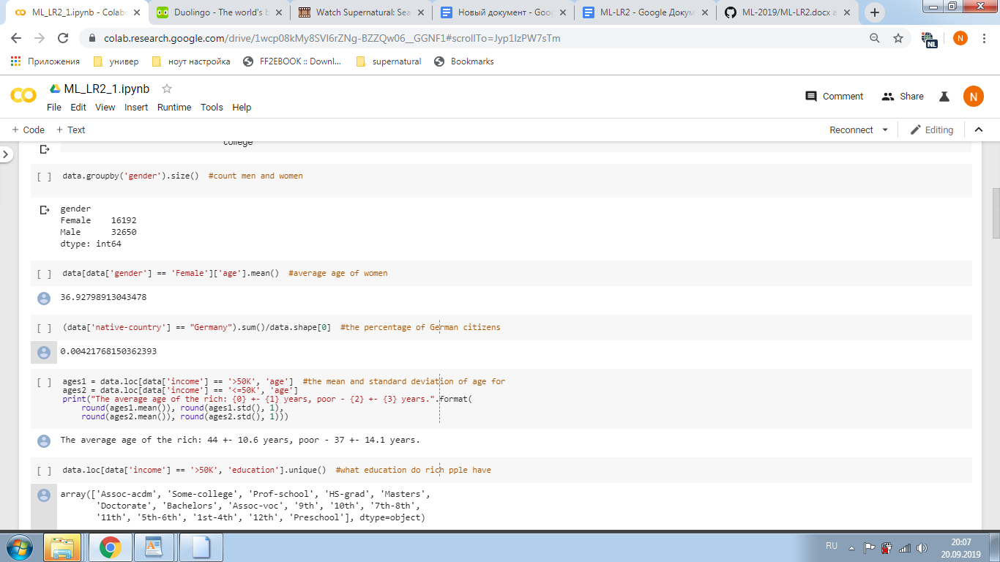 ML_LR2_1.ipynb - Colabo
Duolingo - The world's b
Watch Supernatural: Sea
Новый документ - Goog
ML-LR2 - Google Докум
ML-2019/ML-LR2.docx a
colab.research.google.com/drive/1wcp08kMy8SVl6rZNg-BZZQw06__GGNF1#scrollTo=Jyp1IzPW7sTm
NL
N
Приложения
универ
ноут настройка
FF2EBOOK :: Downl...
supernatural
Bookmarks
CO
ML_LR2_1.ipynb
File Edit View Insert Runtime Tools Help
Comment
Share
N
+ Code + Text
Reconnect
Editing
college
[ ] data.groupby('gender').size() #count men and women
gender
Female 16192
Male 32650
dtype: int64
[ ] data[data['gender'] == 'Female']['age'].mean() #average age of women
36.92798913043478
[ ] (data['native-country'] == "Germany").sum()/data.shape[0] #the percentage of German citizens
0.00421768150362393
[ ] ages1 = data.loc[data['income'] == '>50K', 'age'] #the mean and standard deviation of age for
ages2 = data.loc[data['income'] == '<=50K', 'age']
print("The average age of the rich: {0} +- {1} years, poor - {2} +- {3} years.".format(
round(ages1.mean()), round(ages1.std(), 1),
round(ages2.mean()), round(ages2.std(), 1)))
The average age of the rich: 44 +- 10.6 years, poor - 37 +- 14.1 years.
[ ] data.loc[data['income'] == '>50K', 'education'].unique() #what education do rich pple have
array(['Assoc-acdm', 'Some-college', 'Prof-school', 'HS-grad', 'Masters',
'Doctorate', 'Bachelors', 'Assoc-voc', '9th', '10th', '7th-8th',
'11th', '5th-6th', '1st-4th', '12th', 'Preschool'], dtype=object)
RU
20:07
20.09.2019